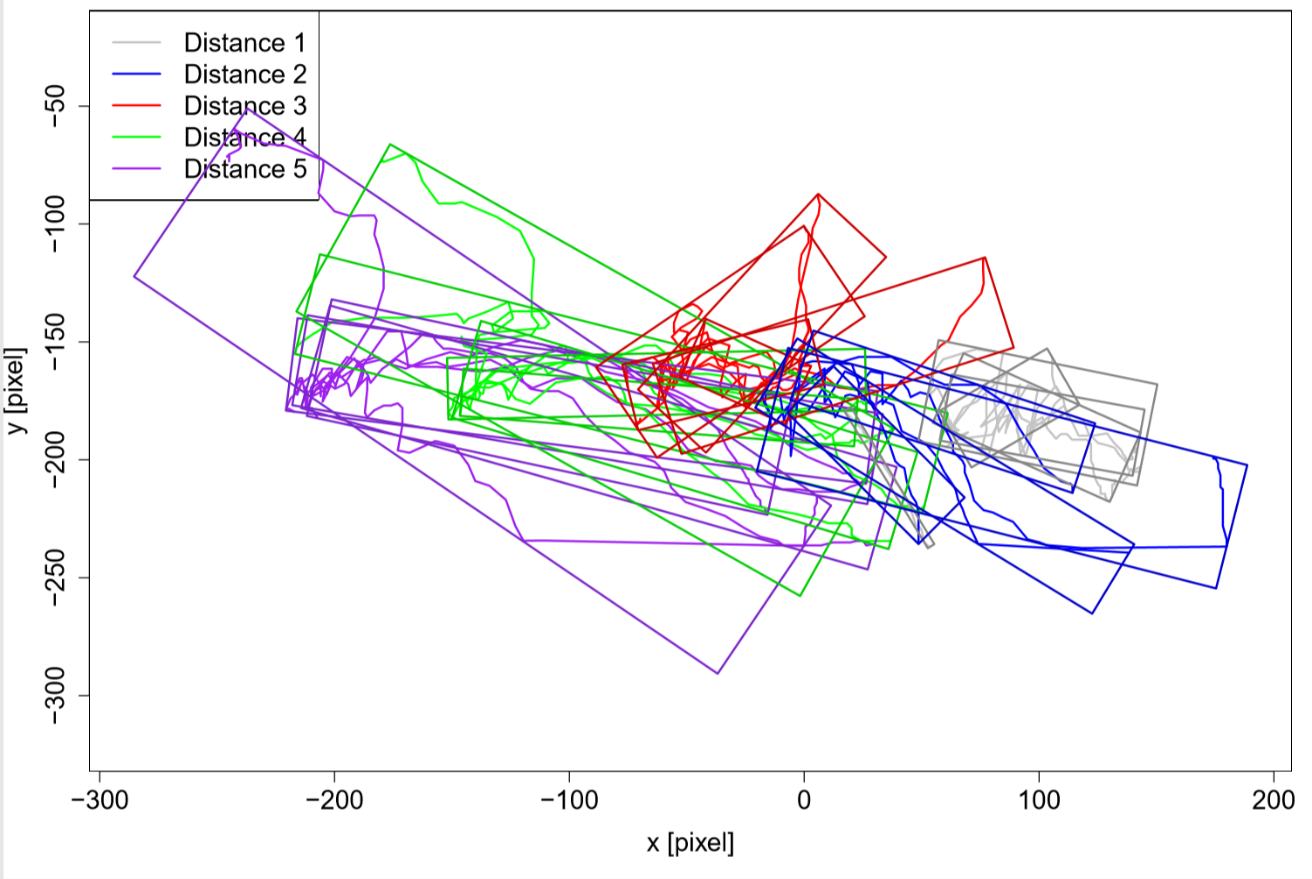 Distance 1
Distance 2
Distance 3
Distance 4
Distance 5
−50
−100
−150
−200
−250
−300
y [pixel]
−300 −200 −100 0 100 200
x [pixel]